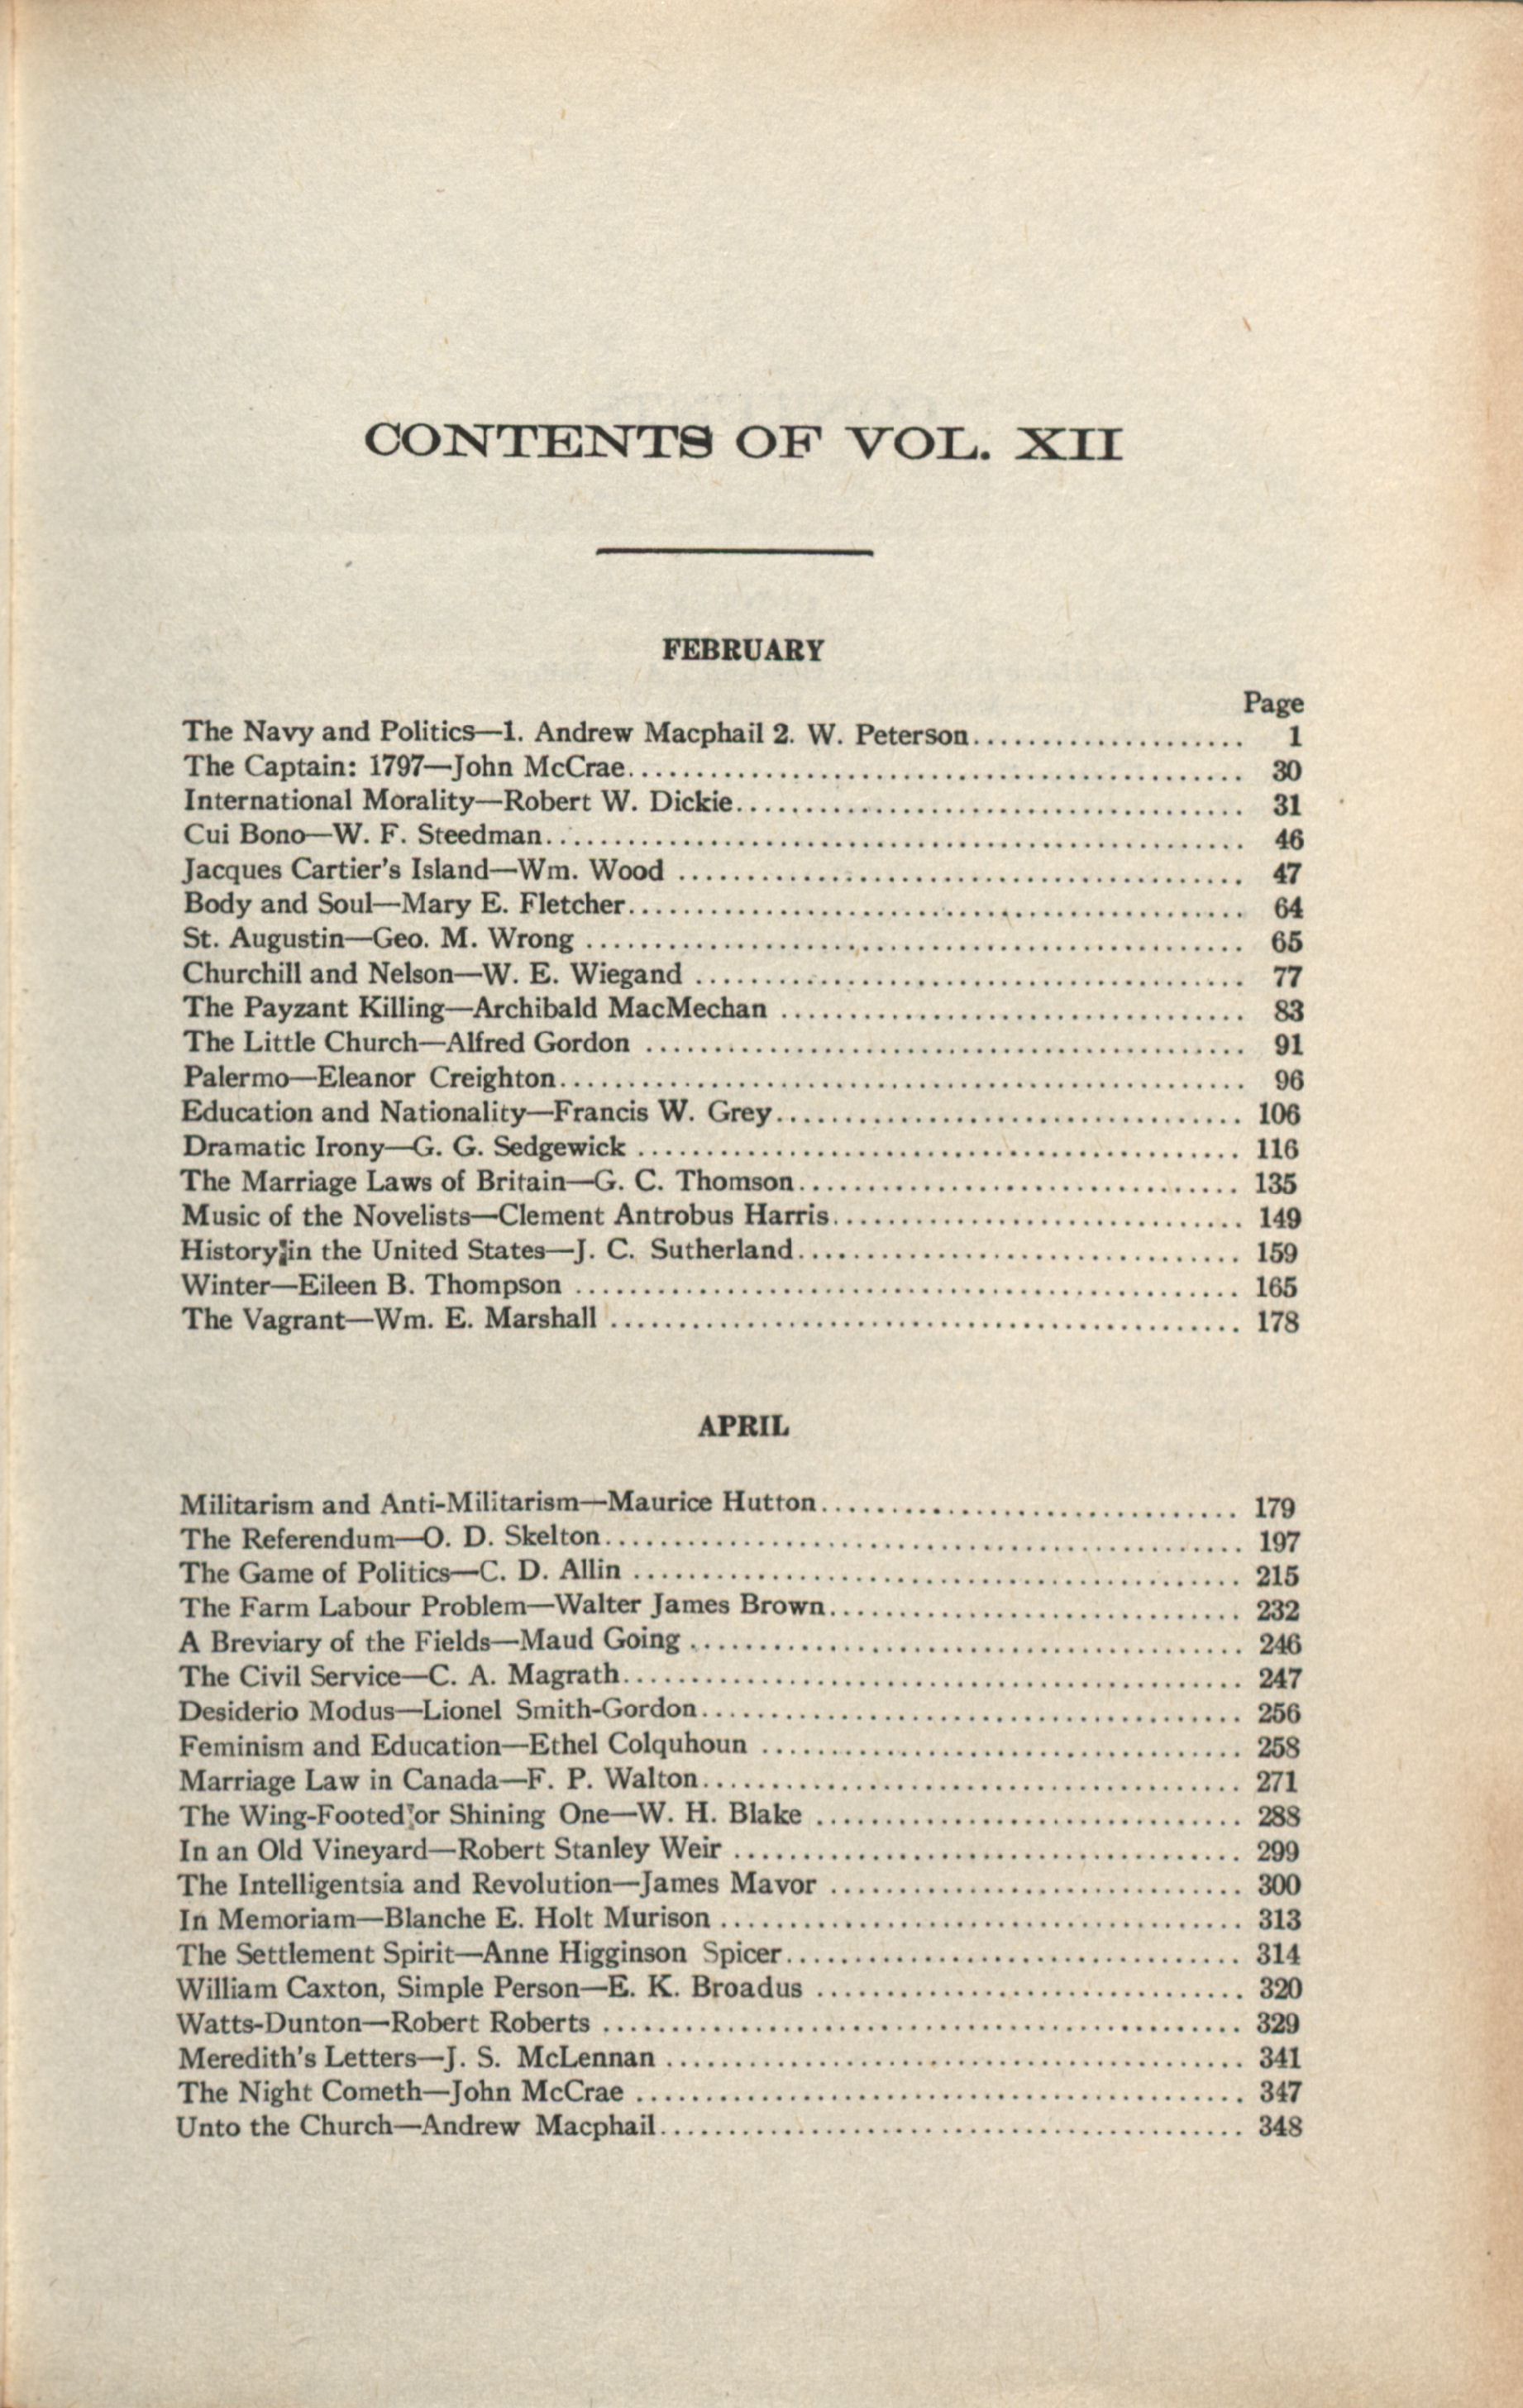 CONTENTS OF VOL. XII
FEBRUARY
Page
The Navy and Politics—1. Andrew Macphail 2. W. Peterson.................... 1
The Captain: 1797—John McCrae............................................. 30
International Morality—Robert W. Dickie..................................... 31
Cui Bono—W. F. Steedman................................................... 46
Jacques Cartier's Island—Wm. Wood ......................................... 47
Body and Soul—Mary E. Fletcher............................................. 64
St. Augustin—Geo. M. Wrong ................................................ 65
Churchill and Nelson—W. E. Wiegand ........................................ 77
The Payzant Killing—Archibald MacMechan .................................. 83
The Little Church—Alfred Gordon ............................................ 91
Palermo—Eleanor Creighton.................................................. 96
Education and Nationality—Francis W. Grey.................................. 106
Dramatic Irony—G. G. Sedgewick ............................................ 116
The Marriage Laws of Britain—G. C. Thomson................................ 135
Music of the Novelists—Clement Antrobus Harris.............................. 149
History in the United States—J. C. Sutherland................................ 159
Winter—Eileen B. Thompson ................................................. 165
The Vagrant—Wm. E. Marshall .............................................. 178
APRIL
Militarism and Anti-Militarism—Maurice Hutton.............................. 179
The Referendum—O. D. Skelton.............................................. 197
The Game of Politics—C. D. Allin ............................................ 215
The Farm Labour Problem—Walter James Brown.............................. 232
A Breviary of the Fields—Maud Going ........................................ 246
The Civil Service—C. A. Magrath............................................. 247
Desiderio Modus—Lionel Smith-Gordon....................................... 256
Feminism and Education—Ethel Colquhoun ................................... 258
Marriage Law in Canada—F. P. Walton....................................... 271
The Wing-Footed or Shining One—W. H. Blake ............................... 288
In an Old Vineyard—Robert Stanley Weir ..................................... 299
The Intelligentsia and Revolution—James Mavor .............................. 300
In Memoriam—Blanche E. Holt Murison ...................................... 313
The Settlement Spirit—Anne Higginson Spicer................................. 314
William Caxton, Simple Person—E. K. Broadus ............................... 320
Watts-Dunton—Robert Roberts ............................................... 329
Meredith's Letters—J. S. McLennan .......................................... 341
The Night Cometh—John McCrae ............................................ 347
Unto the Church—Andrew Macphail.......................................... 348